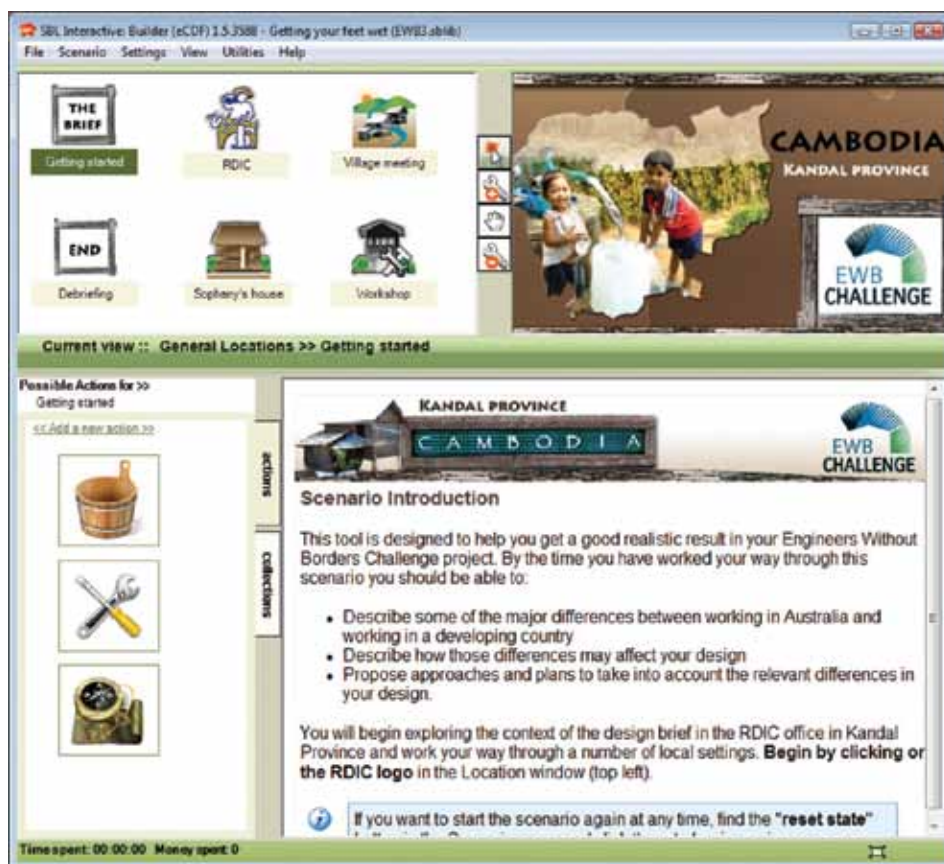 SBL Interactive: Builder (eCDF) 1.5.3588 - Getting your feet wet (EWB3.sblib)
File Scenario Settings View Utilities Help
THE
BRIEF
Getting started
RDIC
Village meeting
END
Debriefing
Sophany's house
Workshop
CAMBODIA
KANDAL PROVINCE
EWB
CHALLENGE
Current view :: General Locations >> Getting started
Possible Actions for >>
Getting started
<< Add a new action >>
actions
collections
KANDAL PROVINCE
CAMBODIA
EWB
CHALLENGE
Scenario Introduction
This tool is designed to help you get a good realistic result in your Engineers Without
Borders Challenge project. By the time you have worked your way through this
scenario you should be able to:
• Describe some of the major differences between working in Australia and
working in a developing country
• Describe how those differences may affect your design
• Propose approaches and plans to take into account the relevant differences in
your design.
You will begin exploring the context of the design brief in the RDIC office in Kandal
Province and work your way through a number of local settings. Begin by clicking or
the RDIC logo in the Location window (top left).
If you want to start the scenario again at any time, find the "reset state"
Time spent: 00:00:00 Money spent: 0